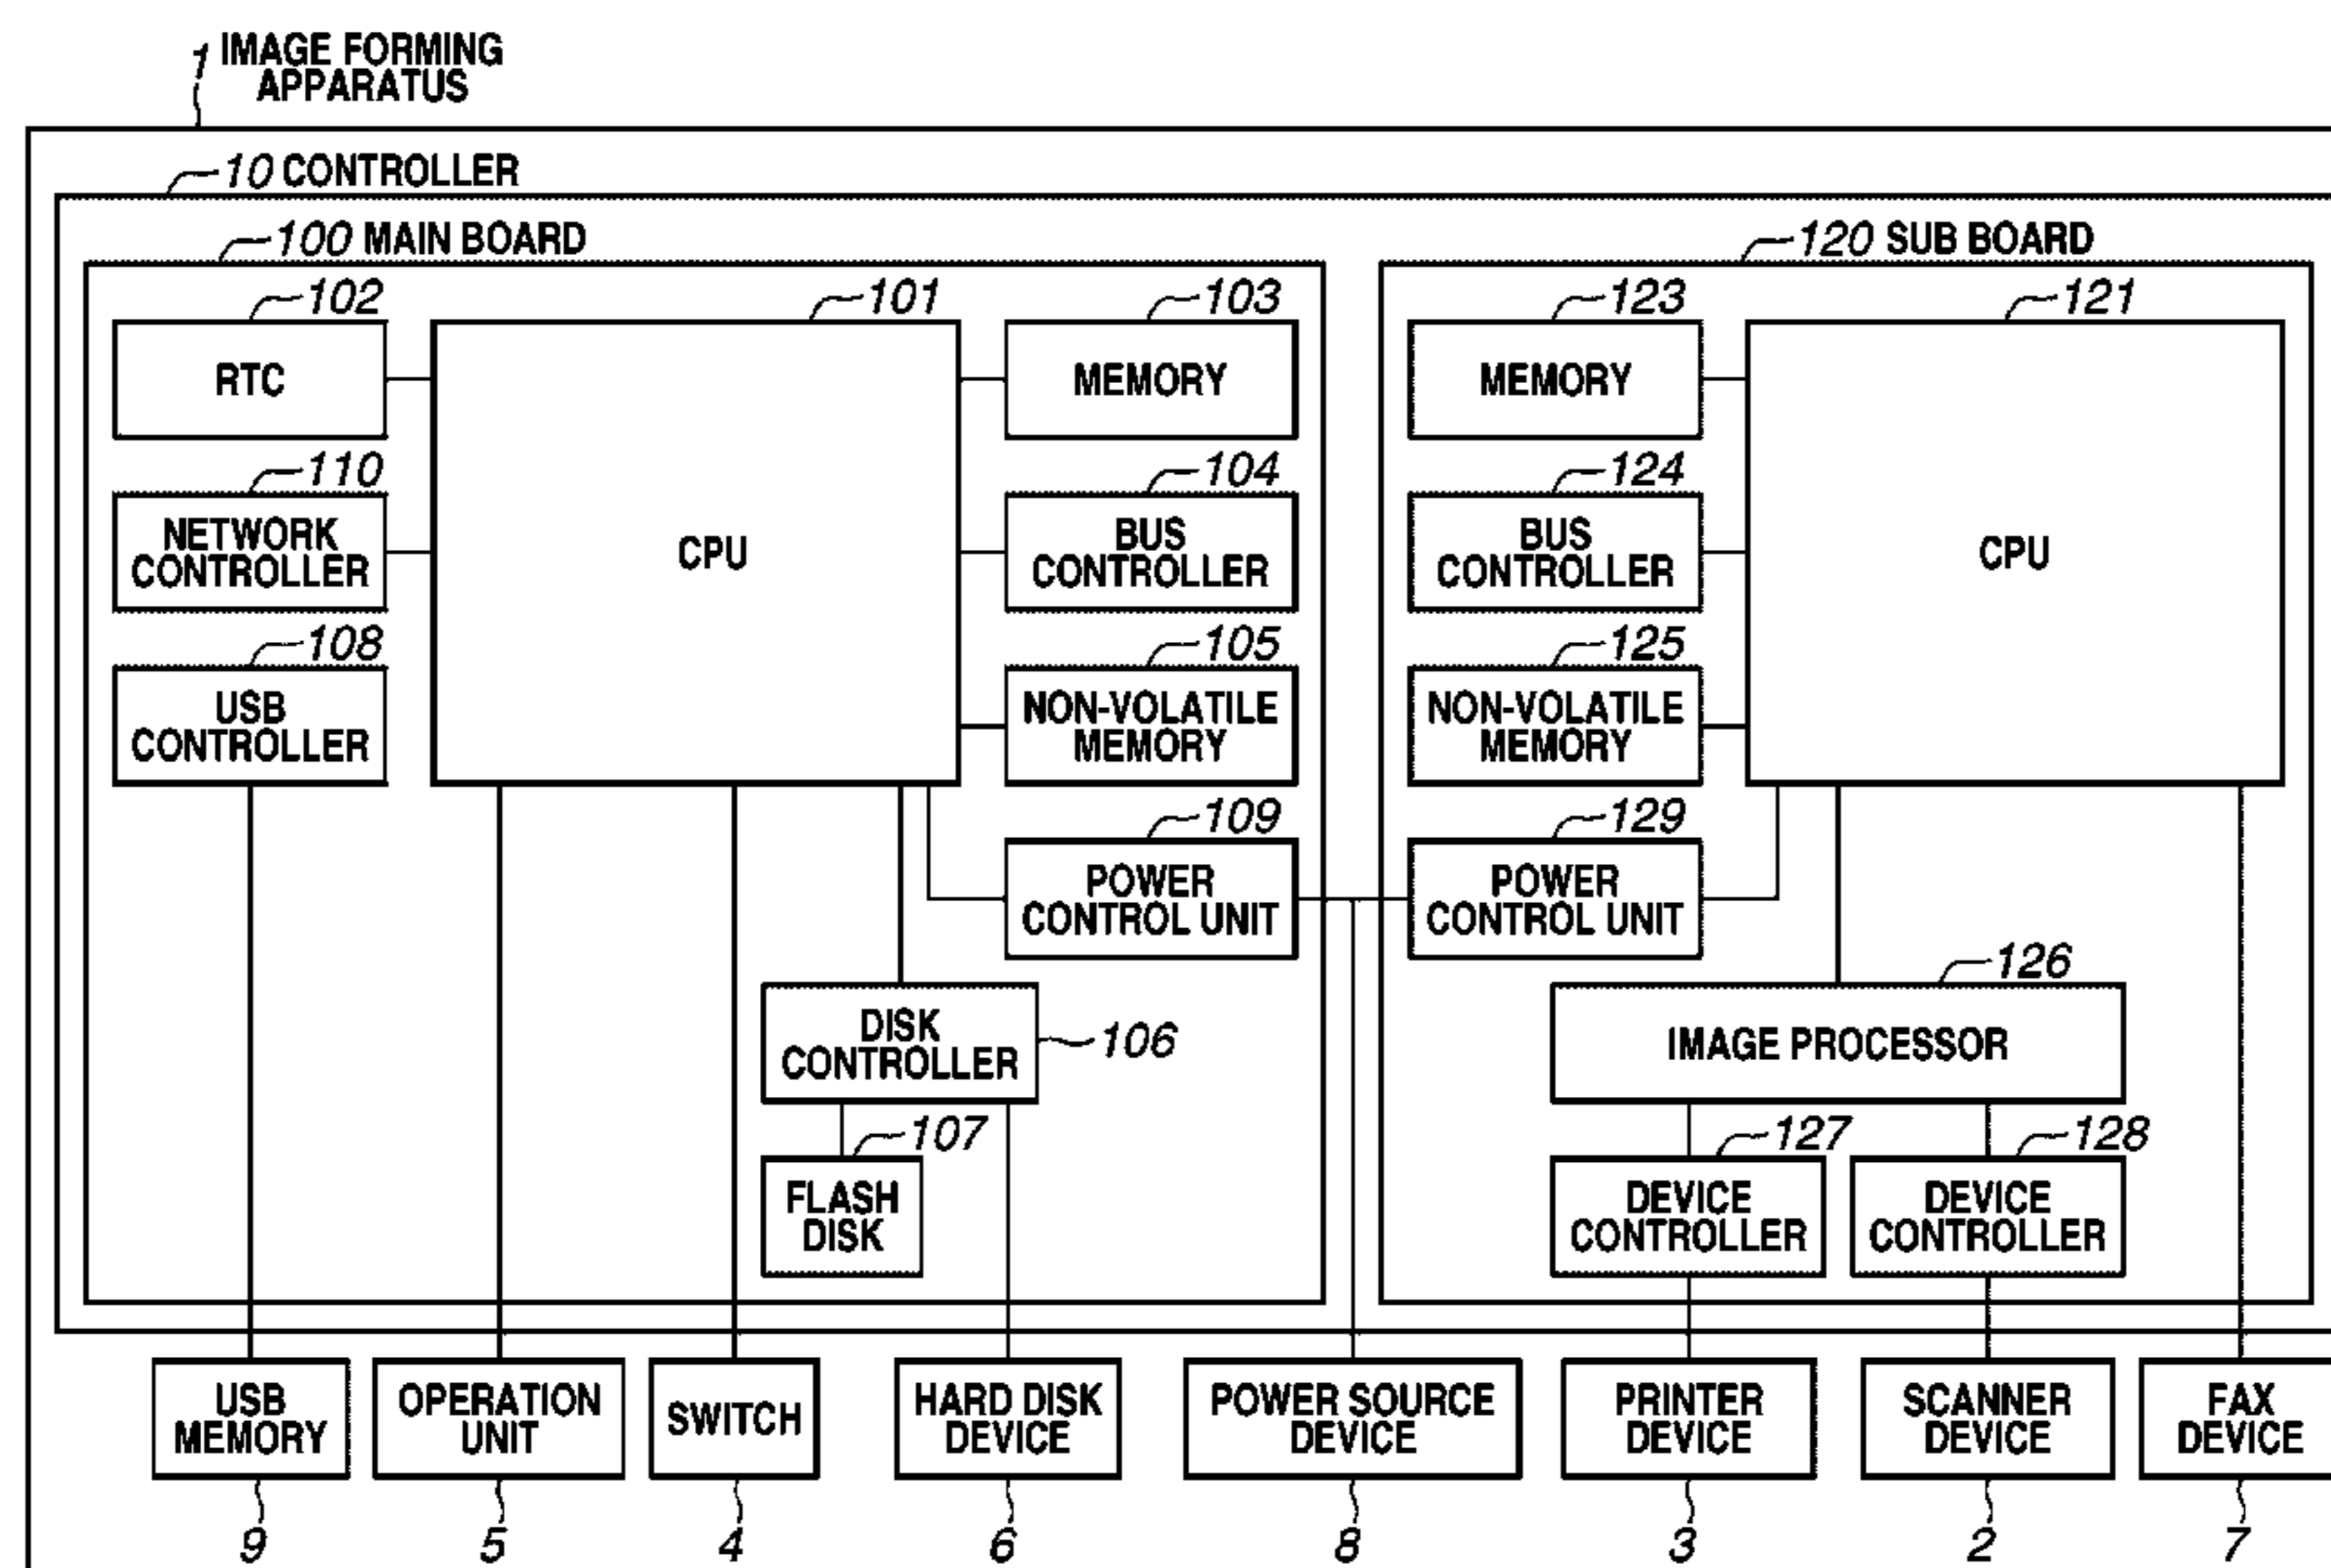 1 IMAGE FORMING
APPARATUS
10 CONTROLLER
100 MAIN BOARD
120 SUB BOARD
102
101
103
123
121
RTC
MEMORY
MEMORY
110
104
124
NETWORK
CONTROLLER
CPU
BUS
CONTROLLER
BUS
CONTROLLER
CPU
108
105
125
USB
CONTROLLER
NON-VOLATILE
MEMORY
NON-VOLATILE
MEMORY
109
129
POWER
CONTROL UNIT
POWER
CONTROL UNIT
126
DISK
CONTROLLER
106
IMAGE PROCESSOR
107
127
128
FLASH
DISK
DEVICE
CONTROLLER
DEVICE
CONTROLLER
USB
MEMORY
OPERATION
UNIT
SWITCH
HARD DISK
DEVICE
POWER SOURCE
DEVICE
PRINTER
DEVICE
SCANNER
DEVICE
FAX
DEVICE
9
5
4
6
8
3
2
7